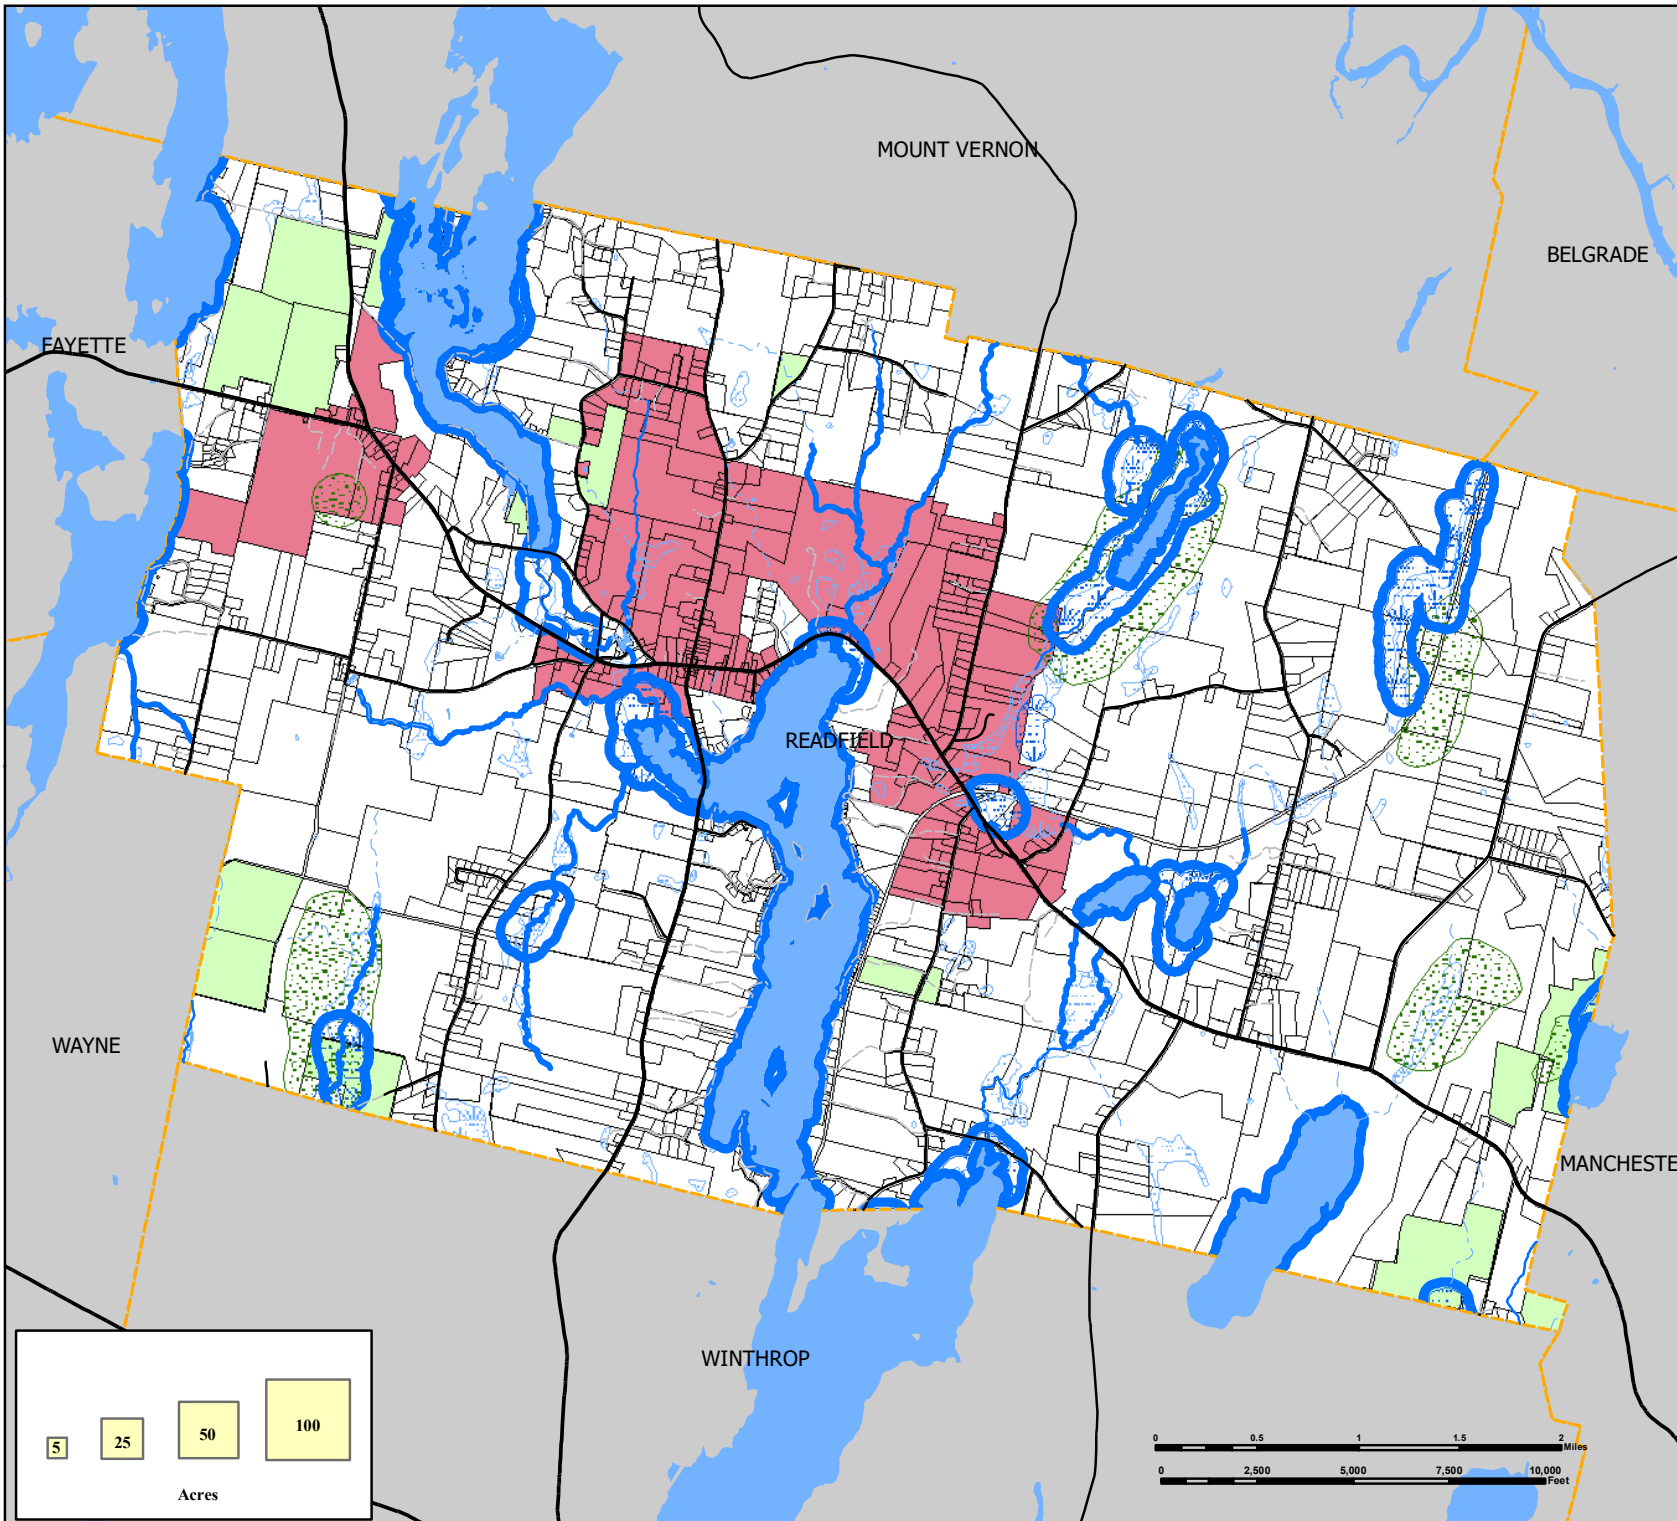 MOUNT VERNON
BELGRADE
FAYETTE
READFIELD
WAYNE
MANCHESTE
WINTHROP
5
25
50
100
Acres
0 0.5 1 1.5 2
Miles
0 2,500 5,000 7,500 10,000
Feet